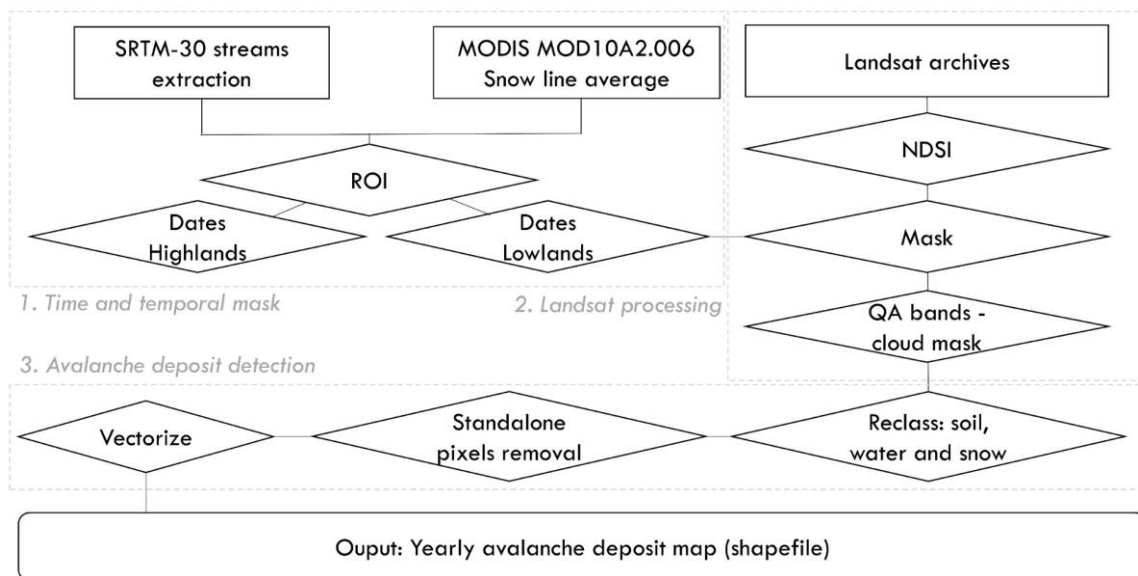 SRTM-30 streams
extraction
MODIS MOD10A2.006
Snow line average
Landsat archives
NDSI
ROI
Dates
Highlands
Dates
Lowlands
Mask
1. Time and temporal mask
2. Landsat processing
QA bands -
cloud mask
3. Avalanche deposit detection
Vectorize
Standalone
pixels removal
Reclass: soil,
water and snow
Ouput: Yearly avalanche deposit map (shapefile)